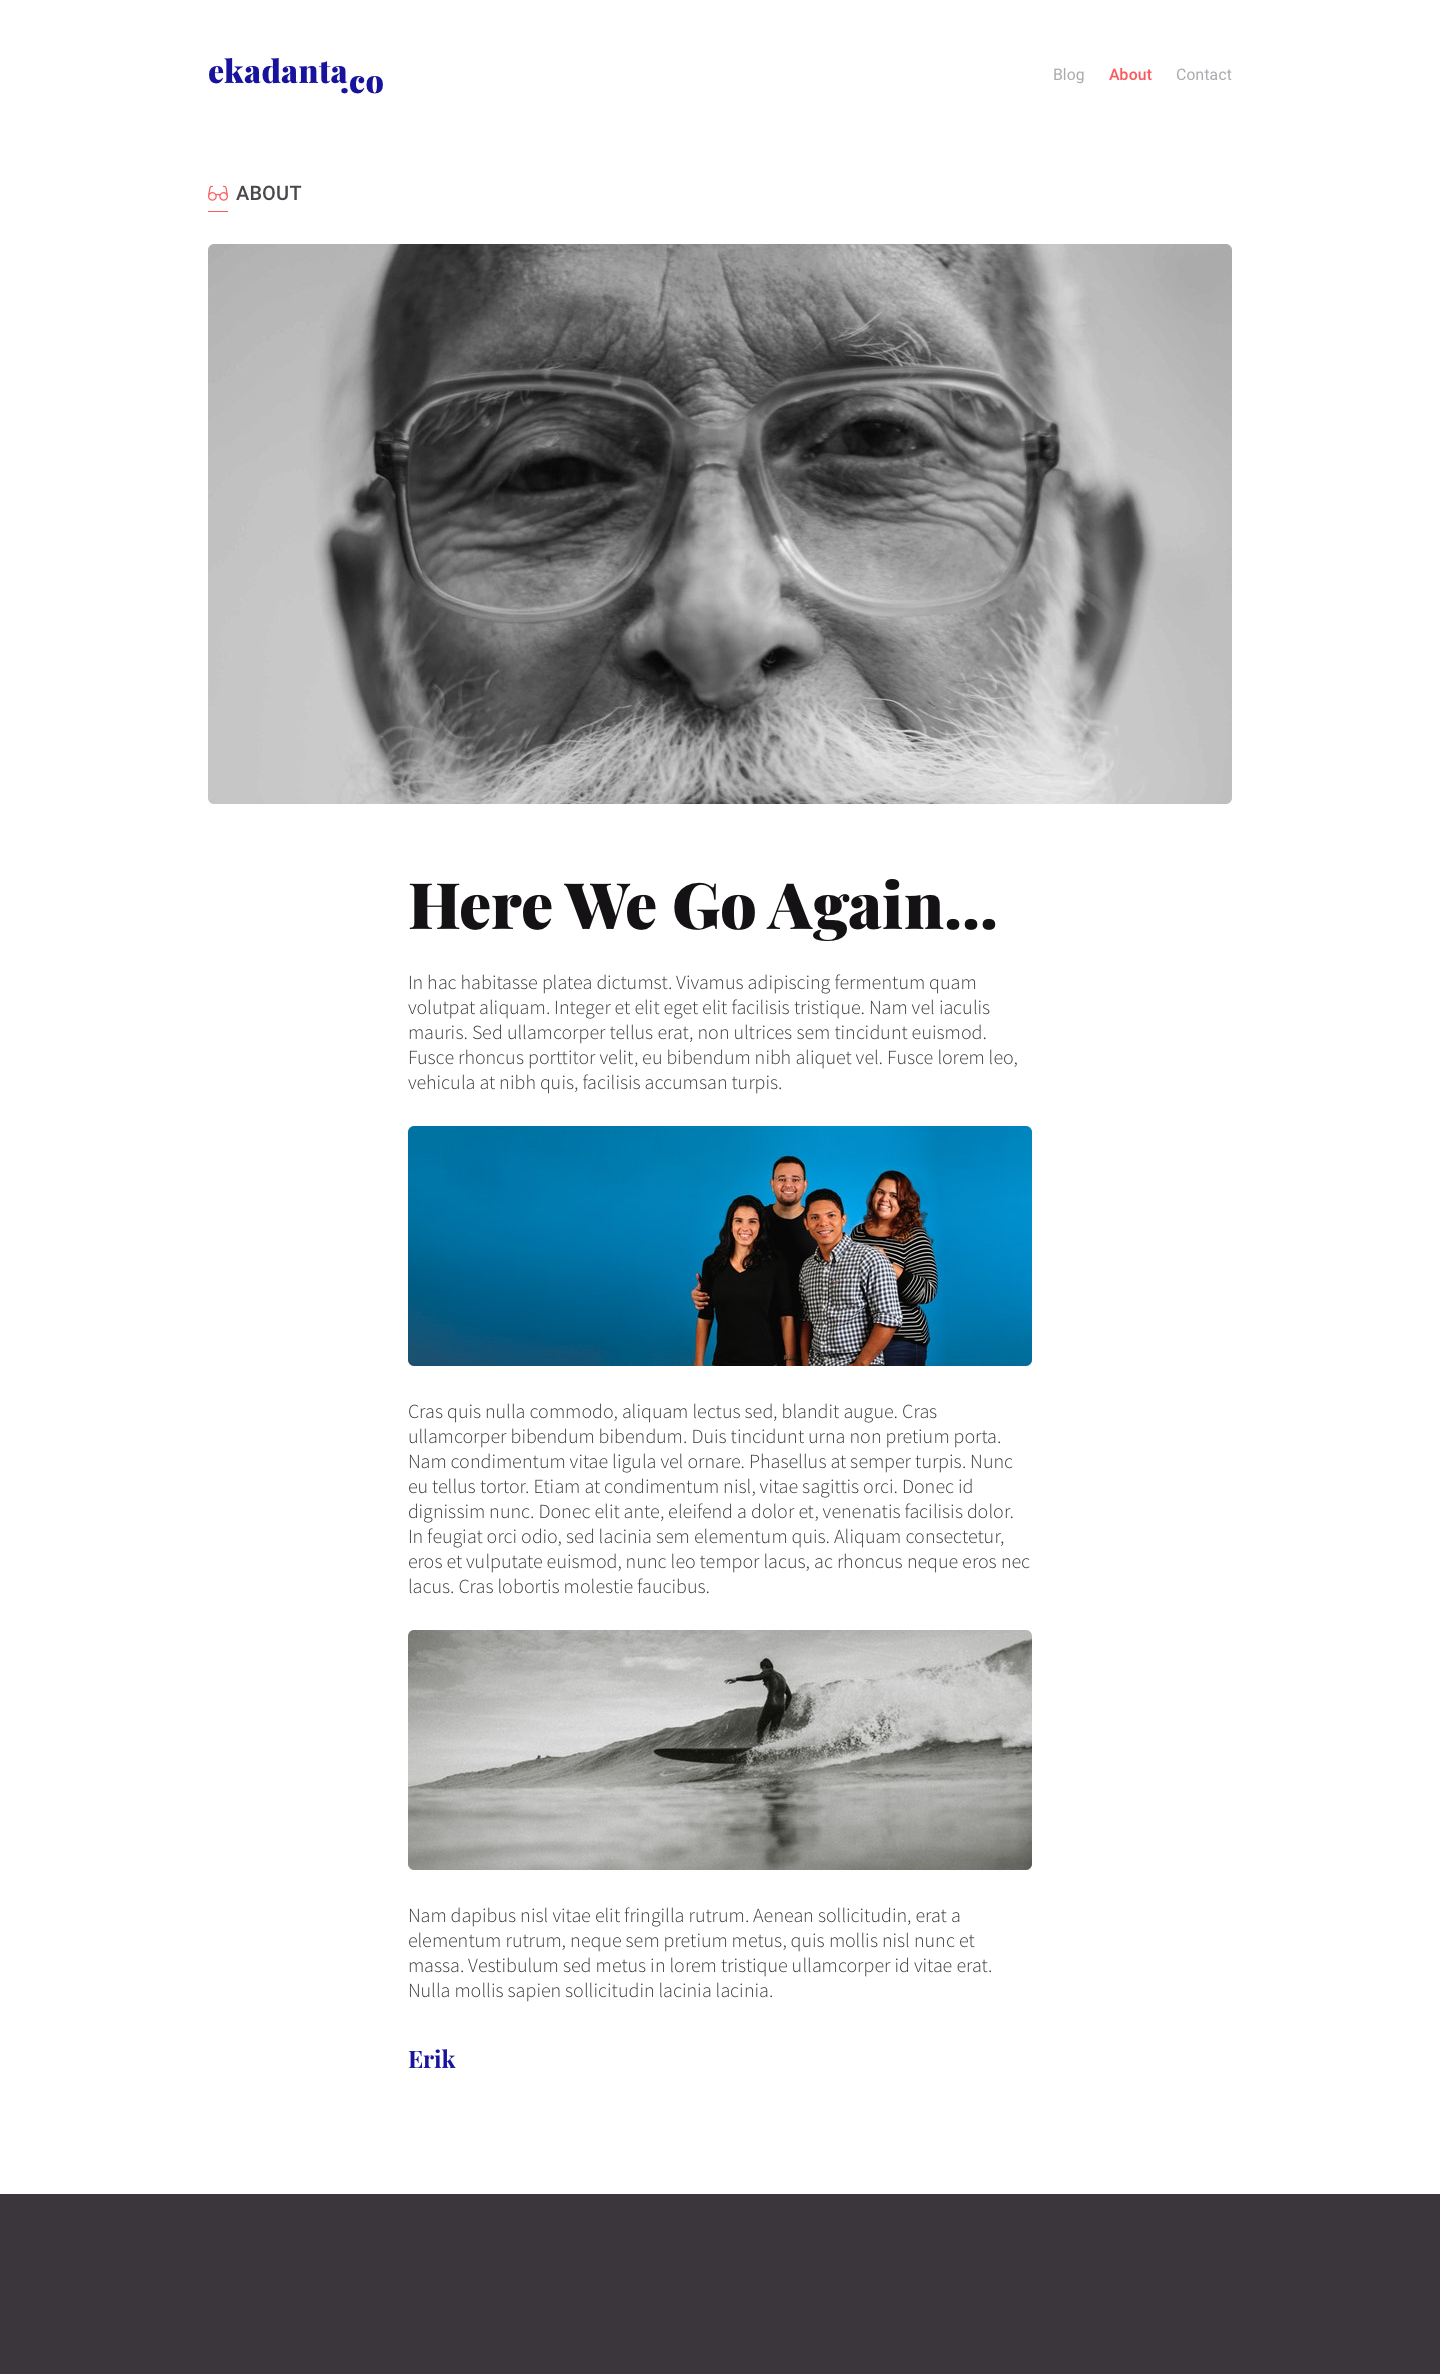 ekadanta.co
Blog About Contact
ABOUT
Here We Go Again...
In hac habitasse platea dictumst. Vivamus adipiscing fermentum quam
volutpat aliquam. Integer et elit eget elit facilisis tristique. Nam vel iaculis
mauris. Sed ullamcorper tellus erat, non ultrices sem tincidunt euismod.
Fusce rhoncus porttitor velit, eu bibendum nibh aliquet vel. Fusce lorem leo,
vehicula at nibh quis, facilisis accumsan turpis.
Cras quis nulla commodo, aliquam lectus sed, blandit augue. Cras
ullamcorper bibendum bibendum. Duis tincidunt urna non pretium porta.
Nam condimentum vitae ligula vel ornare. Phasellus at semper turpis. Nunc
eu tellus tortor. Etiam at condimentum nisl, vitae sagittis orci. Donec id
dignissim nunc. Donec elit ante, eleifend a dolor et, venenatis facilisis dolor.
In feugiat orci odio, sed lacinia sem elementum quis. Aliquam consectetur,
eros et vulputate euismod, nunc leo tempor lacus, ac rhoncus neque eros nec
lacus. Cras lobortis molestie faucibus.
Nam dapibus nisl vitae elit fringilla rutrum. Aenean sollicitudin, erat a
elementum rutrum, neque sem pretium metus, quis mollis nisl nunc et
massa. Vestibulum sed metus in lorem tristique ullamcorper id vitae erat.
Nulla mollis sapien sollicitudin lacinia lacinia.
Erik